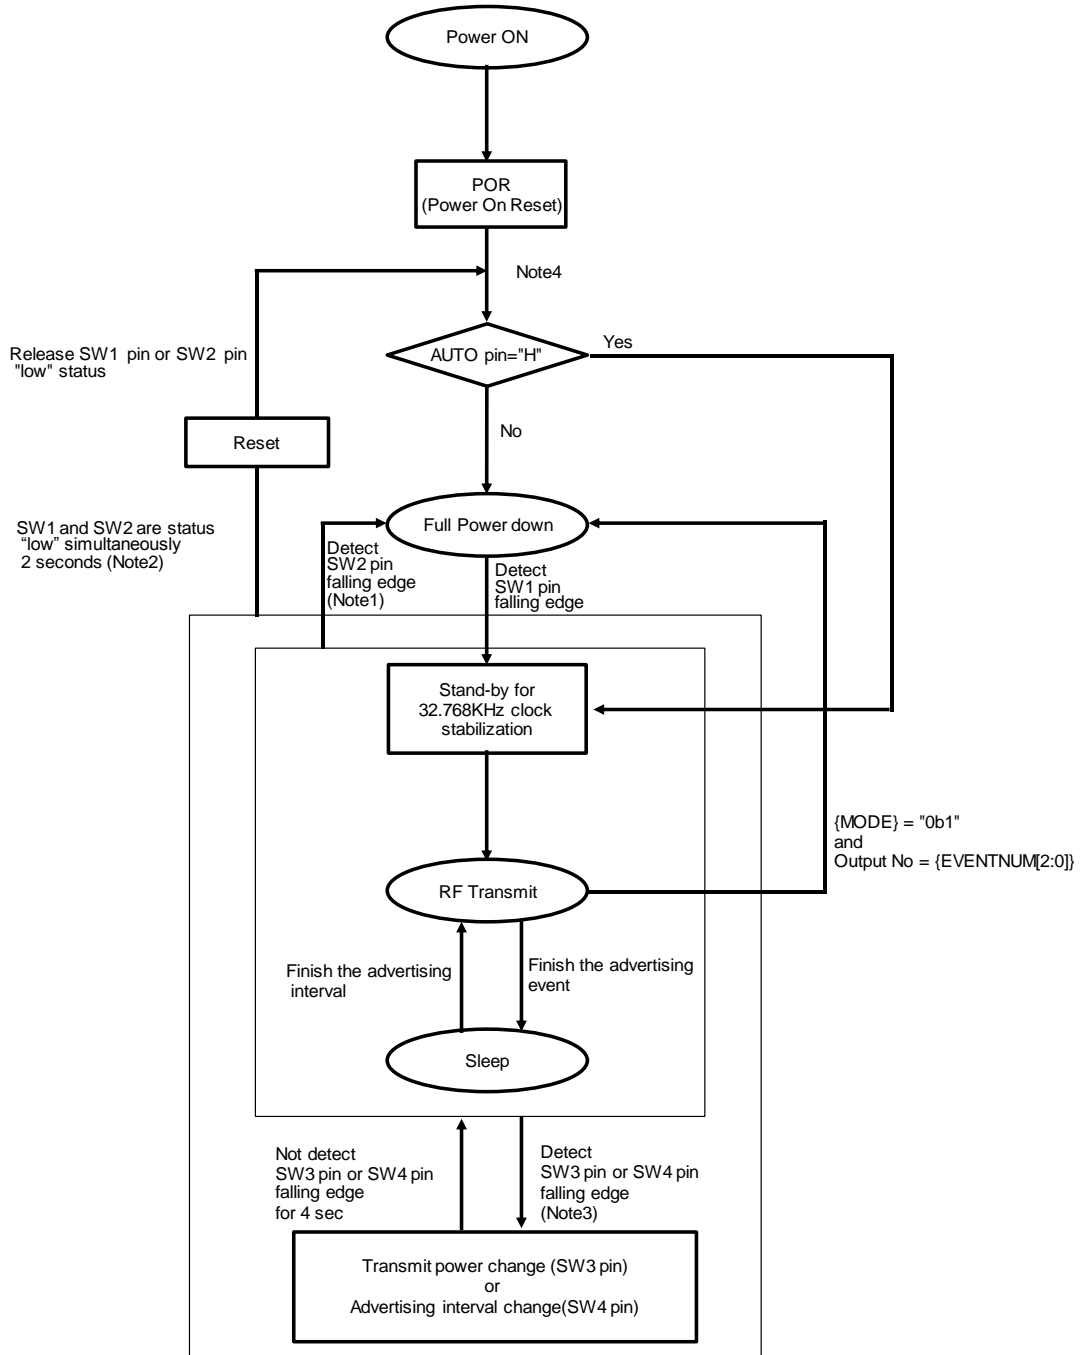 Power ON
POR
(Power On Reset)
Note4
AUTO pin="H"
Yes
Release SW1 pin or SW2 pin
"low" status
Reset
No
SW1 and SW2 are status
“low” simultaneously
2 seconds (Note2)
Full Power down
Detect
SW2 pin
falling edge
(Note1)
Detect
SW1 pin
falling edge
Stand-by for
32.768KHz clock
stabilization
{MODE} = "0b1"
and
Output No = {EVENTNUM[2:0]}
RF Transmit
Finish the advertising
interval
Finish the advertising
event
Sleep
Not detect
SW3 pin or SW4 pin
falling edge
for 4 sec
Detect
SW3 pin or SW4 pin
falling edge
(Note3)
Transmit power change (SW3 pin)
or
Advertising interval change(SW4 pin)